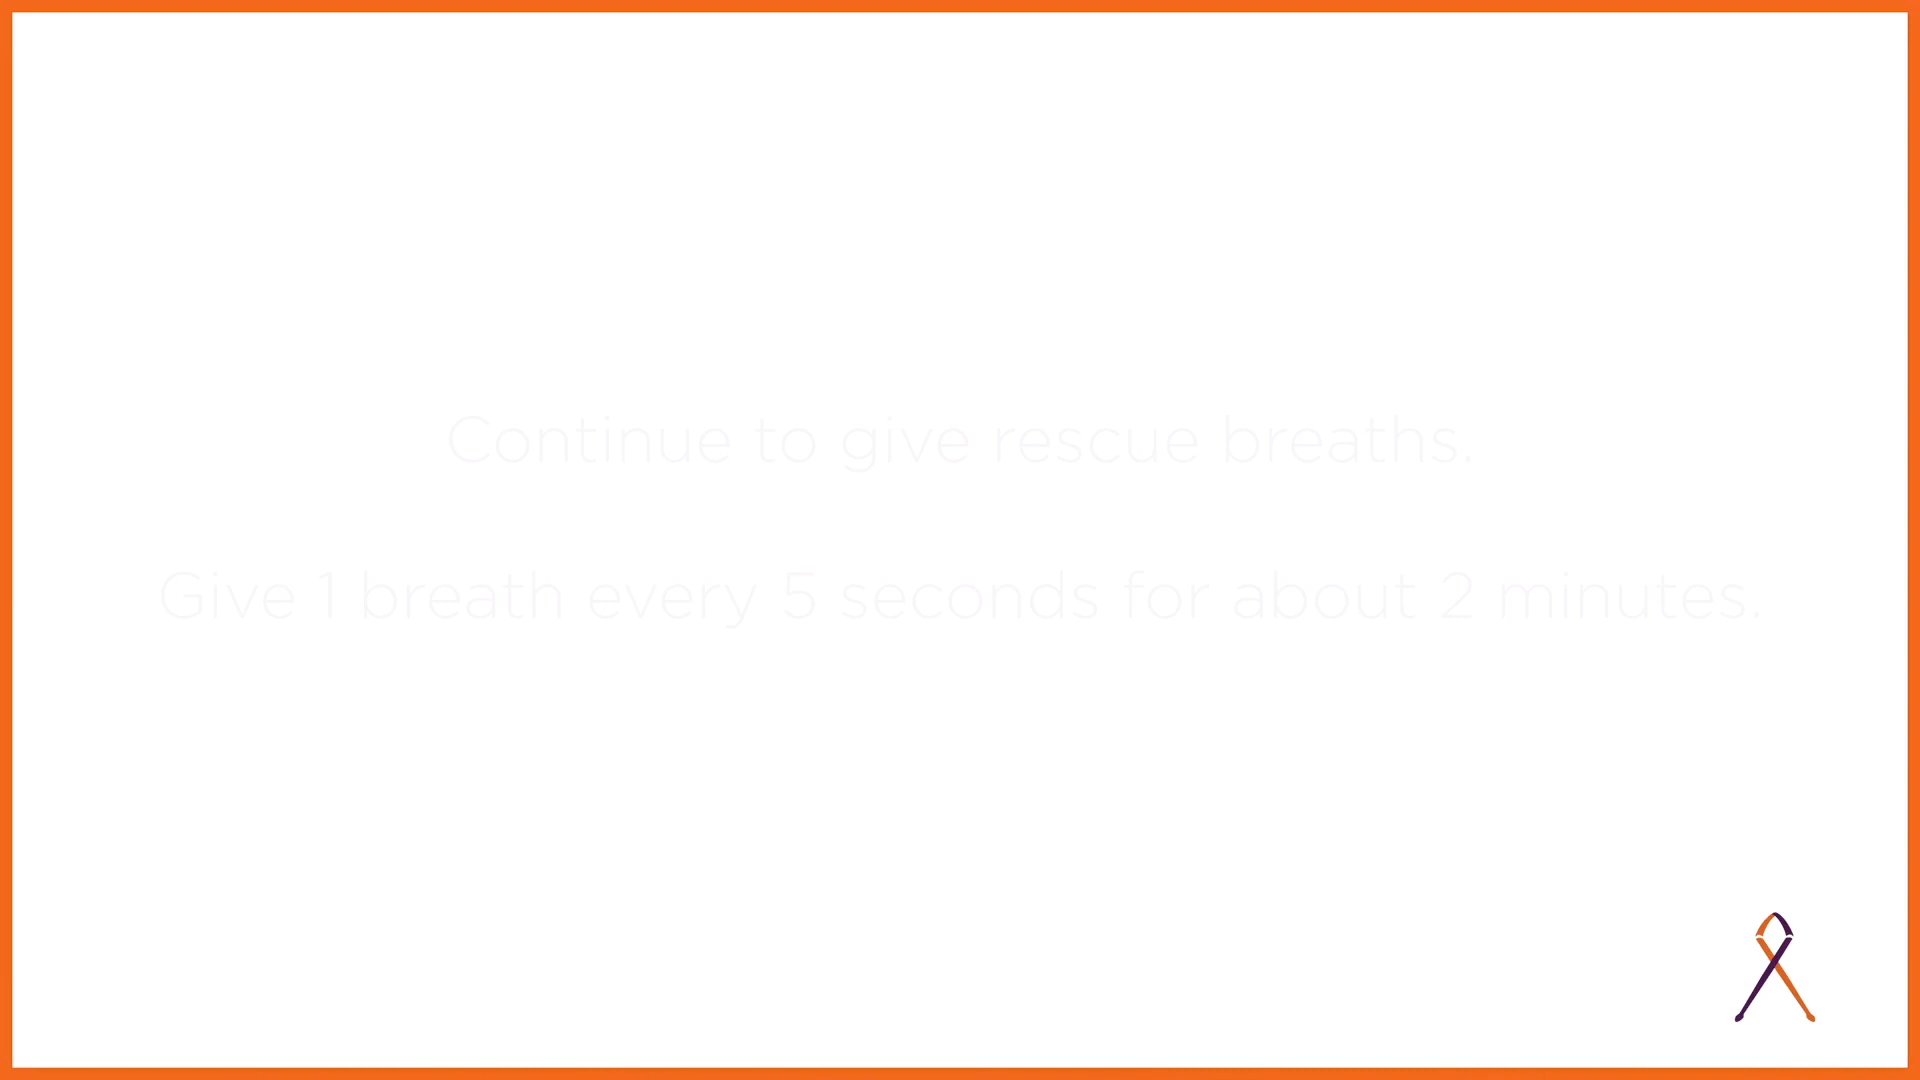 Continue to give rescue breaths.
Give 1 breath every 5 seconds for about 2 minutes.